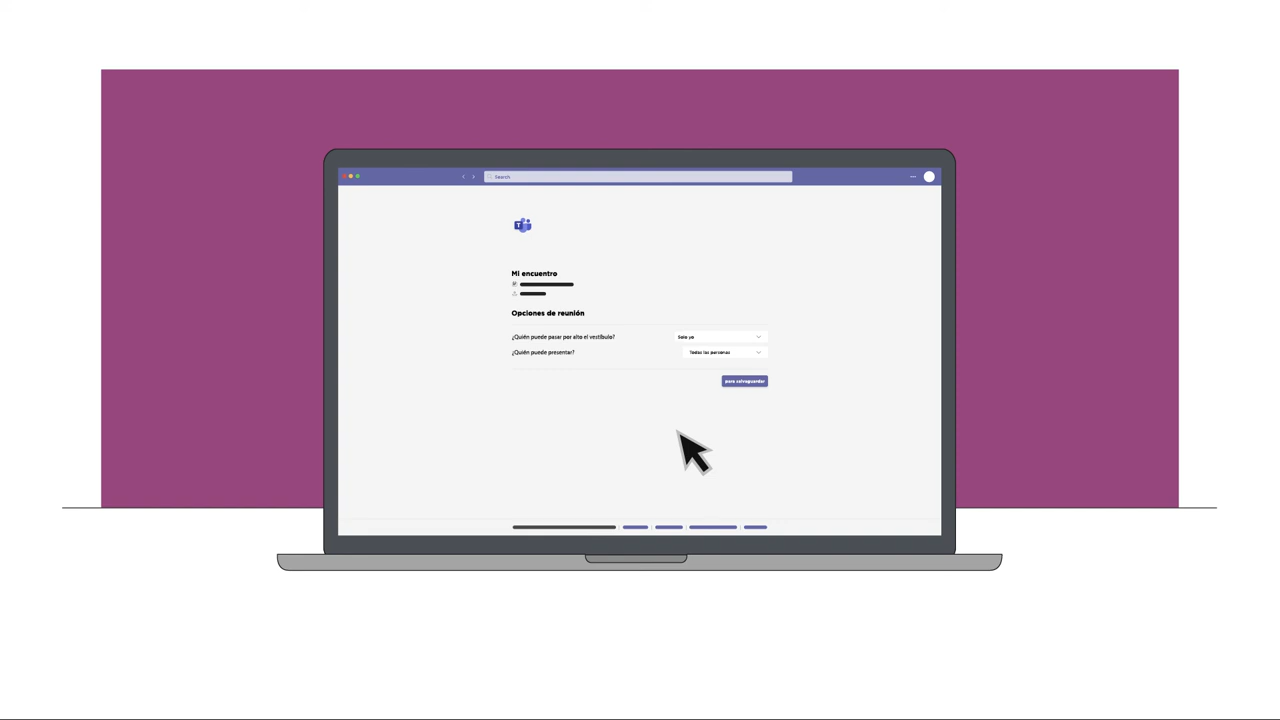 Search
T
Mi encuentro
Opciones de reunión
¿Quién puede pasar por alto el vestíbulo? Solo yo
¿Quién puede presentar? Todas las personas
para salvaguardar